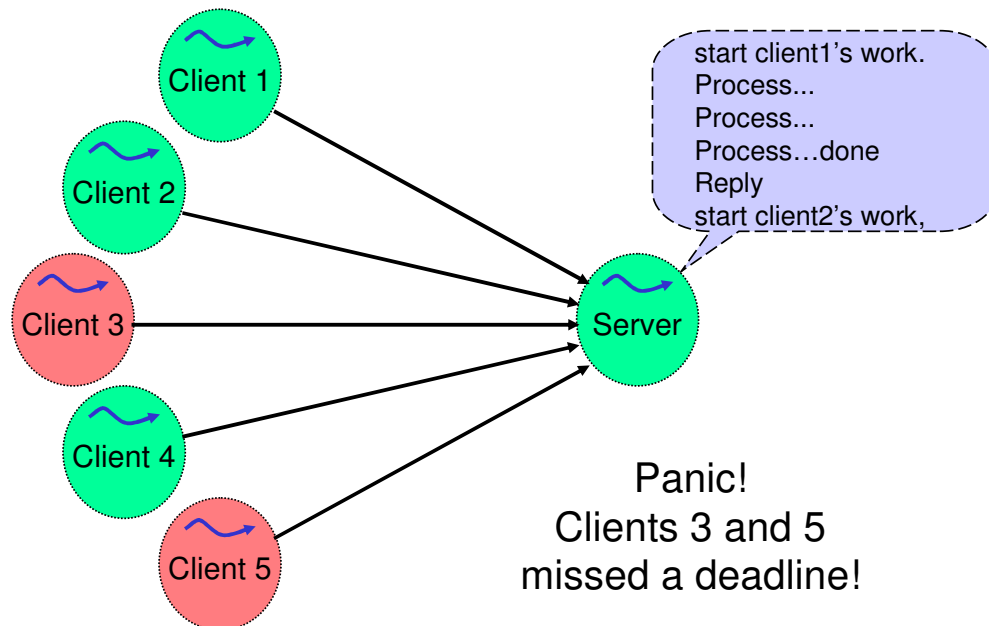 Client 1
Client 2
Client 3
Client 4
Client 5
Server
start client1's work.
Process...
Process...
Process…done
Reply
start client2's work,
Panic!
Clients 3 and 5
missed a deadline!